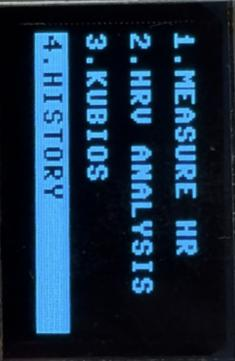 1.MEASURE HR
2.HRV ANALYSIS
3.KUBIOS
4.HISTORY